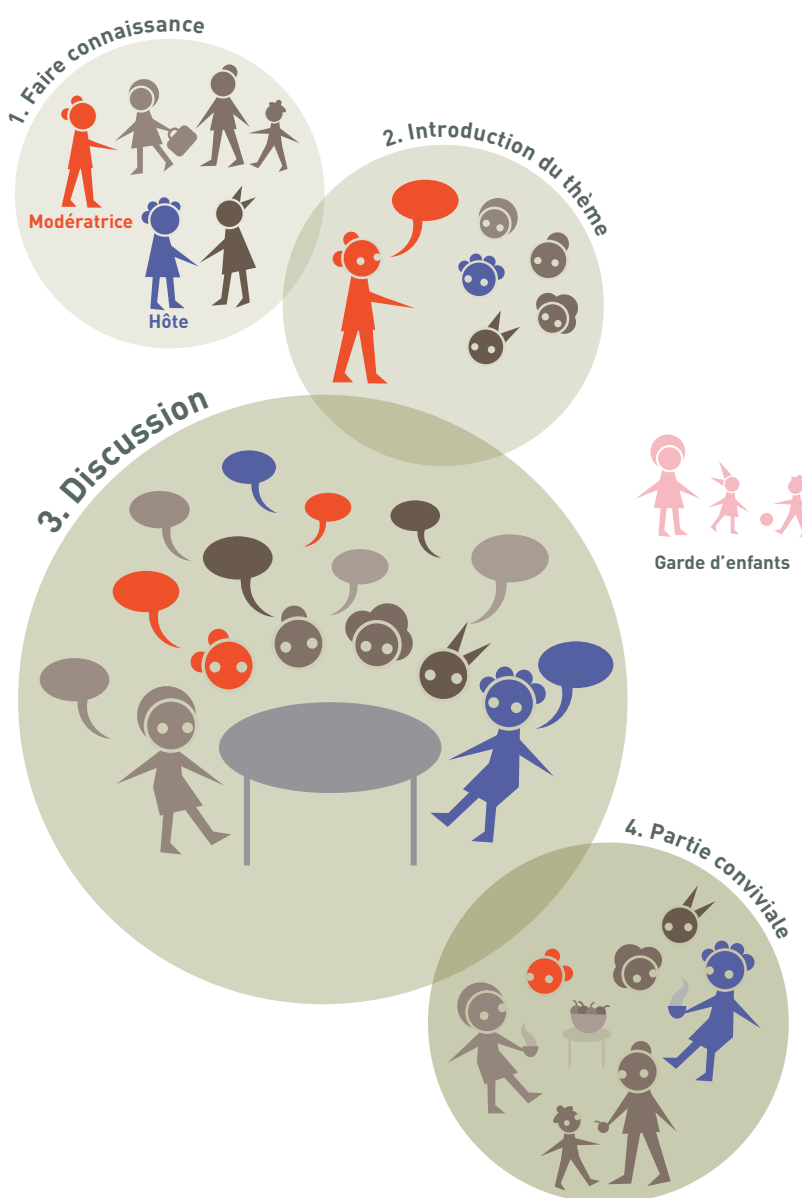 1. Faire connaissance
Modératrice
Hôte
2. Introduction du thème
3. Discussion
Garde d’enfants
4. Partie conviviale